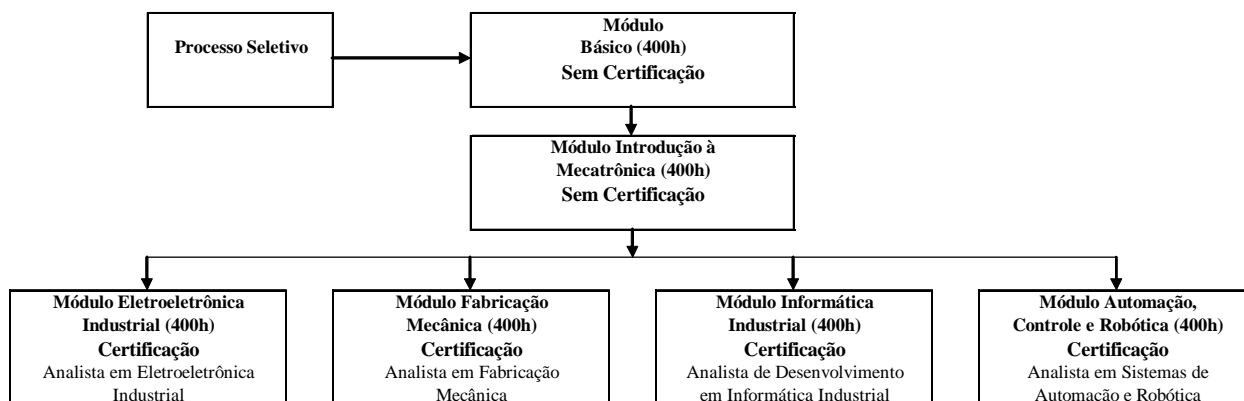 Processo Seletivo
Módulo
Básico (400h)
Sem Certificação
Módulo Introdução à
Mecatrônica (400h)
Sem Certificação
Módulo Eletroeletrônica
Industrial (400h)
Certificação
Analista em Eletroeletrônica
Industrial
Módulo Fabricação
Mecânica (400h)
Certificação
Analista em Fabricação
Mecânica
Módulo Informática
Industrial (400h)
Certificação
Analista de Desenvolvimento
em Informática Industrial
Módulo Automação,
Controle e Robótica (400h)
Certificação
Analista em Sistemas de
Automação e Robótica